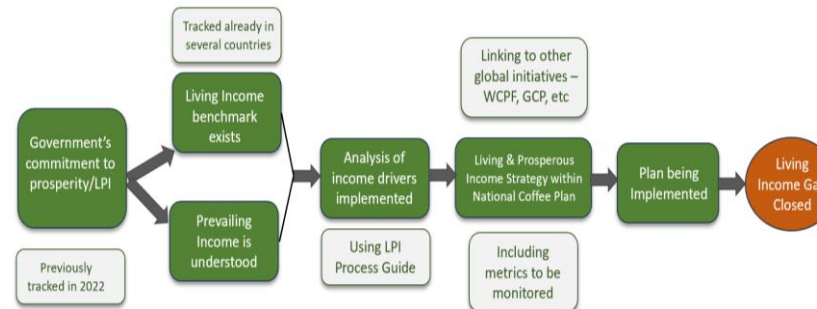 Tracked already in
several countries
Living Income
benchmark
exists
Government's
commitment to
prosperity/LPI
Prevailing
Income is
understood
Previously
tracked in 2022
Analysis of
income drivers
implemented
Using LPI
Process Guide
Linking to other
global initiatives –
WCPF, GCP, etc
Living & Prosperous
Income Strategy within
National Coffee Plan
Including
metrics to be
monitored
Plan being
Implemented
Living
Income Ga
Closed